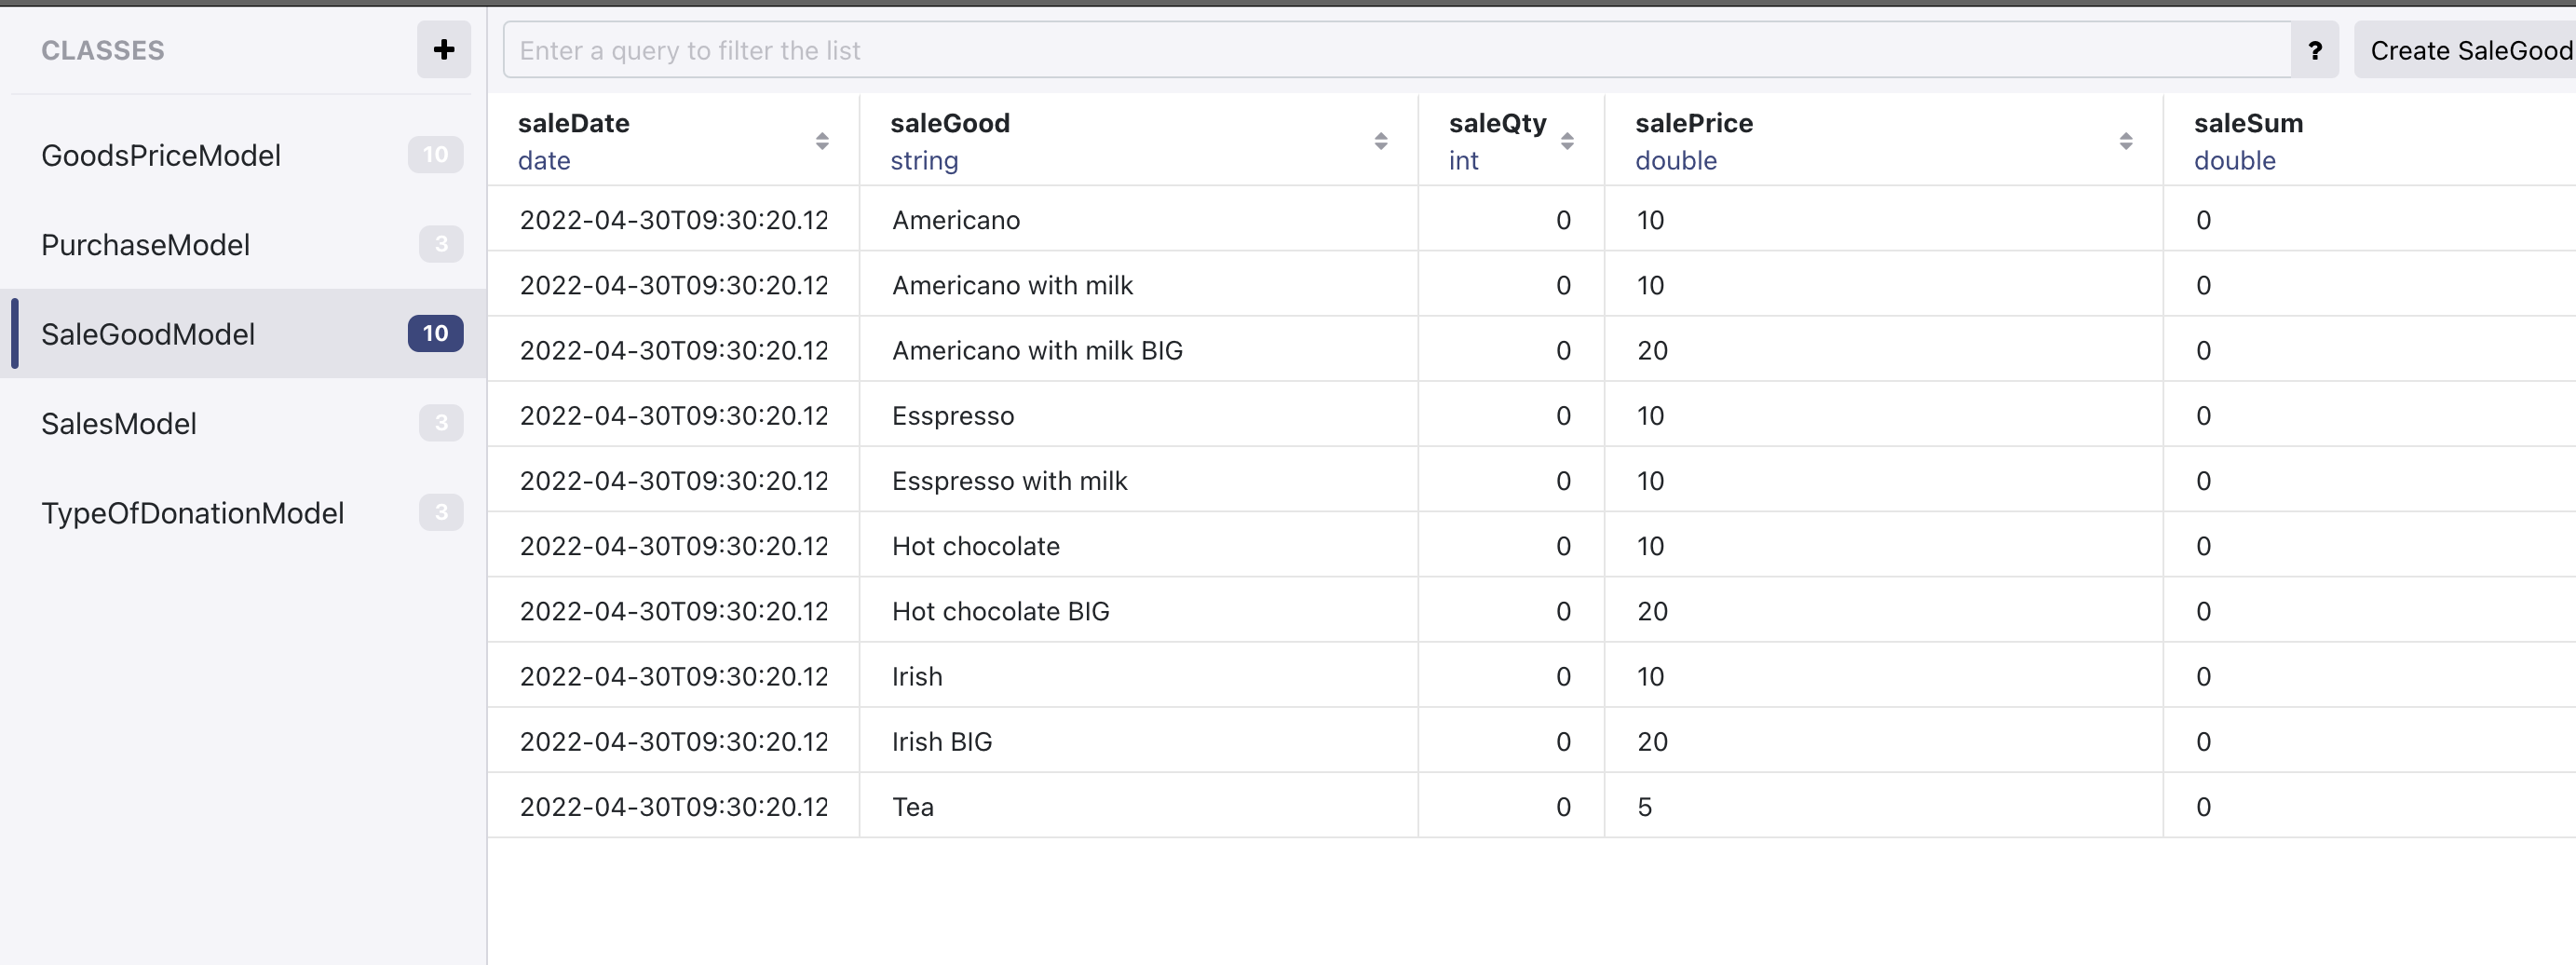 CLASSES
+
GoodsPriceModel 10
PurchaseModel 3
SaleGoodModel 10
SalesModel 3
TypeOfDonationModel 3
Enter a query to filter the list ? Create SaleGood
saleDate saleGood saleQty salePrice saleSum
date string int double double
2022-04-30T09:30:20.12 Americano 0 10 0
2022-04-30T09:30:20.12 Americano with milk 0 10 0
2022-04-30T09:30:20.12 Americano with milk BIG 0 20 0
2022-04-30T09:30:20.12 Esspresso 0 10 0
2022-04-30T09:30:20.12 Esspresso with milk 0 10 0
2022-04-30T09:30:20.12 Hot chocolate 0 10 0
2022-04-30T09:30:20.12 Hot chocolate BIG 0 20 0
2022-04-30T09:30:20.12 Irish 0 10 0
2022-04-30T09:30:20.12 Irish BIG 0 20 0
2022-04-30T09:30:20.12 Tea 0 5 0